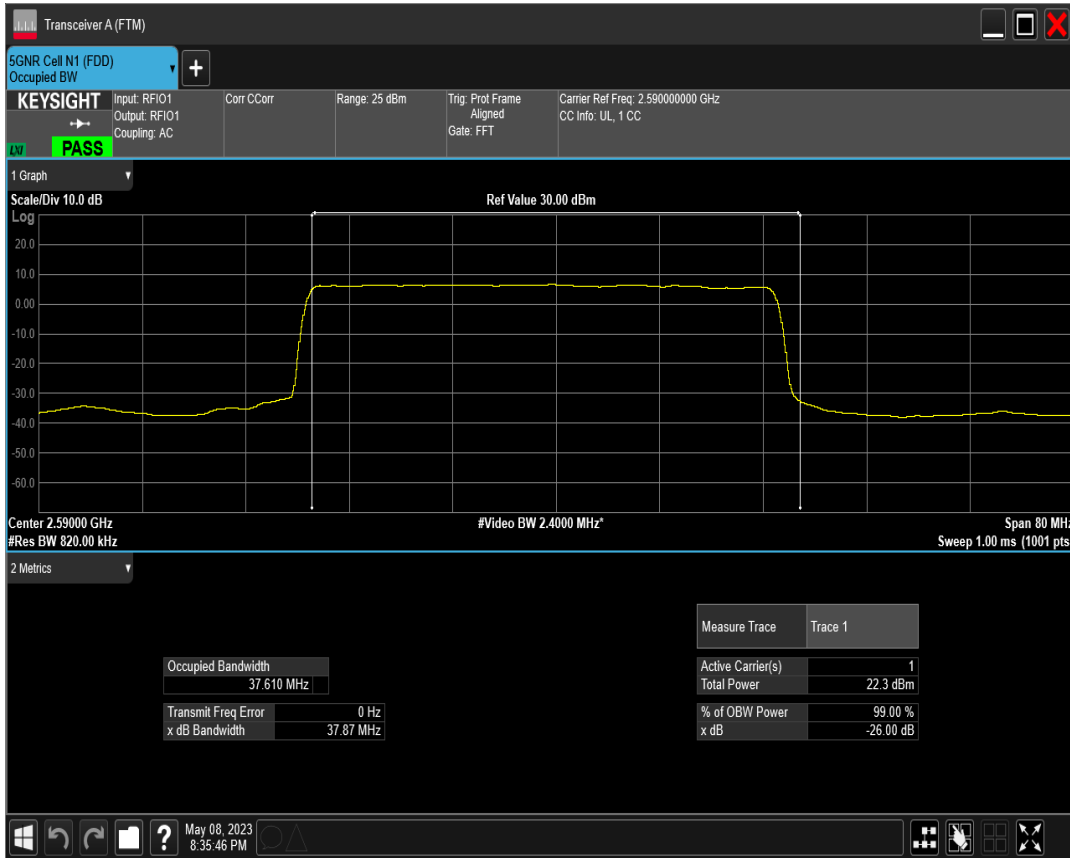 Transceiver A (FTM)
5GNR Cell N1 (FDD)
Occupied BW
+
KEYSIGHT
LXI
PASS
Input: RFIO1
Output: RFIO1
Coupling: AC
Corr CCorr
Range: 25 dBm
Trig: Prot Frame
Aligned
Gate: FFT
Carrier Ref Freq: 2.590000000 GHz
CC Info: UL, 1 CC
1 Graph
Scale/Div 10.0 dB
Ref Value 30.00 dBm
Log
20.0
10.0
0.00
-10.0
-20.0
-30.0
-40.0
-50.0
-60.0
Center 2.59000 GHz
#Video BW 2.4000 MHz*
Span 80 MHz
#Res BW 820.00 kHz
Sweep 1.00 ms (1001 pts
2 Metrics
Measure Trace Trace 1
Occupied Bandwidth
37.610 MHz
Active Carrier(s) 1
Total Power 22.3 dBm
Transmit Freq Error 0 Hz
x dB Bandwidth 37.87 MHz
% of OBW Power 99.00 %
x dB -26.00 dB
?
May 08, 2023
8:35:46 PM